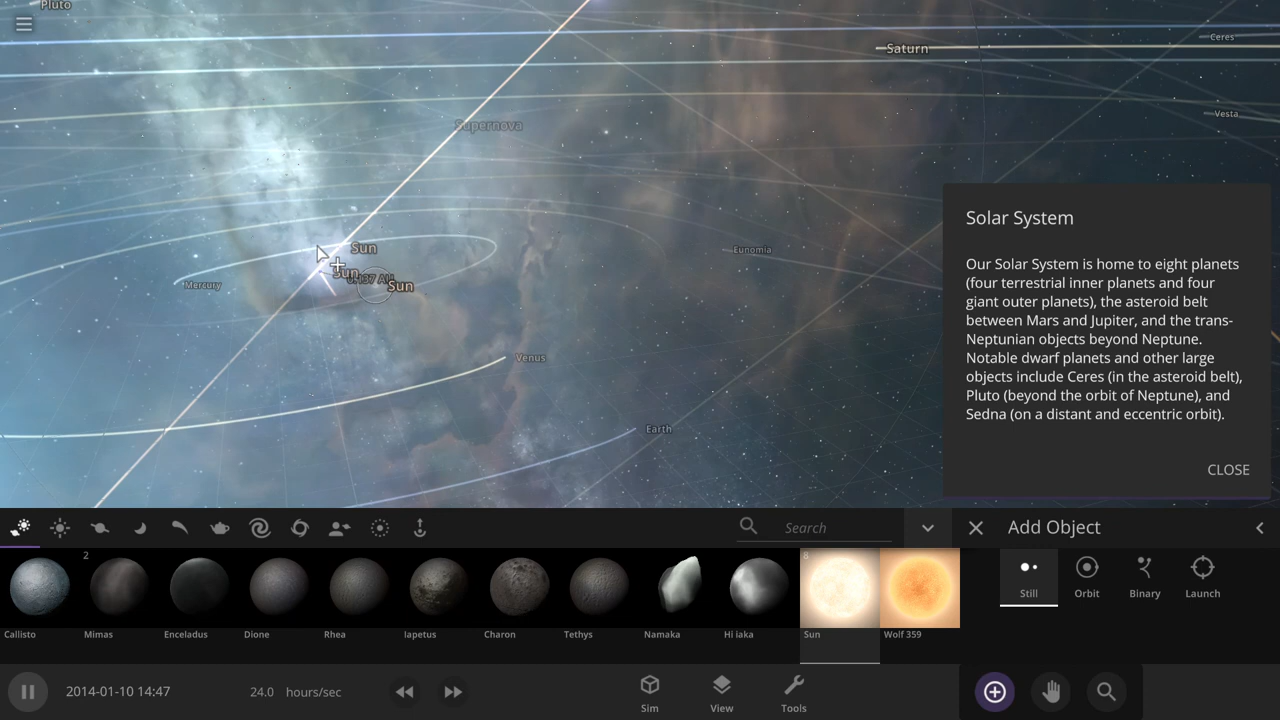 Pluto
Saturn
Ceres
Vesta
Supernova
Sun
Sun
Sun
Mercury
Eunomia
Venus
Earth
Solar System
Our Solar System is home to eight planets
(four terrestrial inner planets and four
giant outer planets), the asteroid belt
between Mars and Jupiter, and the trans-
Neptunian objects beyond Neptune.
Notable dwarf planets and other large
objects include Ceres (in the asteroid belt),
Pluto (beyond the orbit of Neptune), and
Sedna (on a distant and eccentric orbit).
CLOSE
Search
Add Object
2
8
Still
Orbit
Binary
Launch
Callisto
Mimas
Enceladus
Dione
Rhea
Iapetus
Charon
Tethys
Namaka
Hi iaka
Sun
Wolf 359
2014-01-10 14:47
24.0 hours/sec
Sim
View
Tools